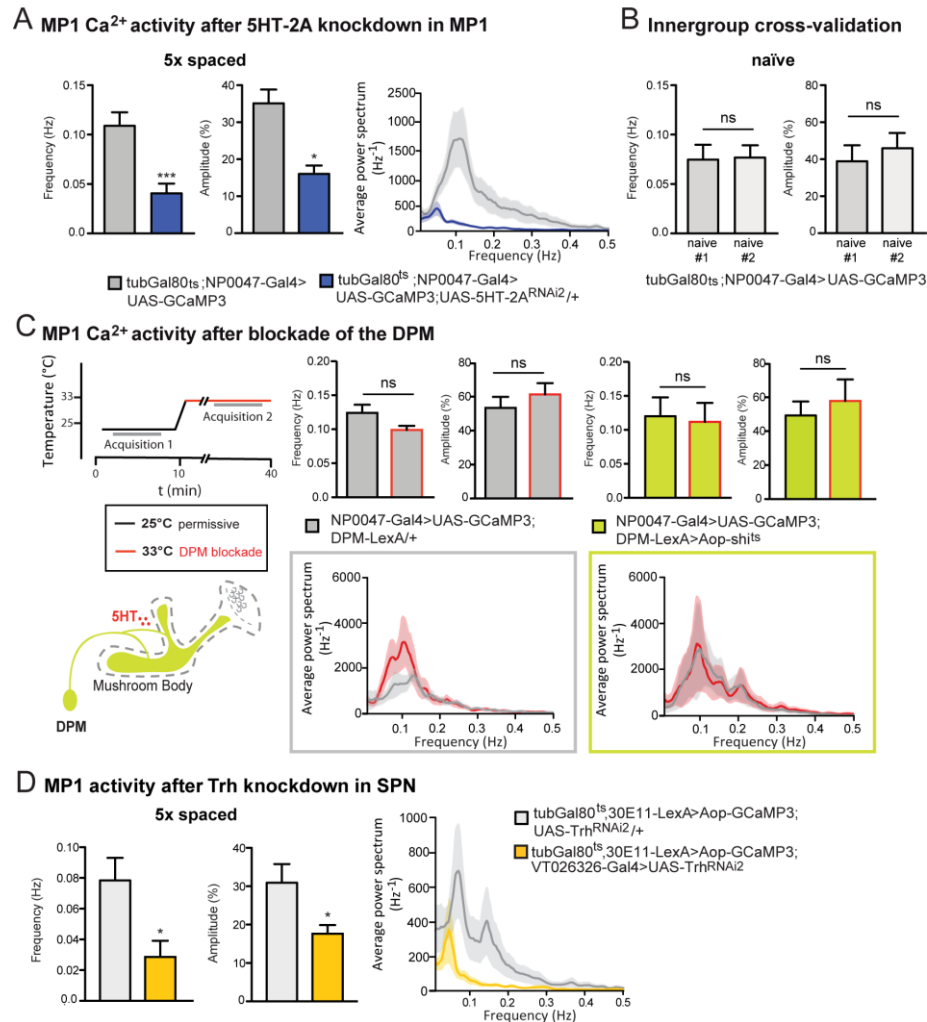 A MP1 Ca²⁺ activity after 5HT-2A knockdown in MP1
5x spaced
Frequency (Hz)
0.15
0.10
0.05
0.0
***
Amplitude (%)
40
30
20
10
0
*
Average power spectrum
(Hz⁻¹)
2500
2000
1500
1000
500
0
0.1 0.2 0.3 0.4 0.5
Frequency (Hz)
tubGal80ts;NP0047-Gal4>
UAS-GCaMP3
tubGal80ᵗˢ;NP0047-Gal4>
UAS-GCaMP3;UAS-5HT-2Aᴿᴺᴬⁱ²/+
B Innergroup cross-validation
naïve
Frequency (Hz)
0.15
0.10
0.05
0.0
ns
naive naive
#1 #2
Amplitude (%)
80
60
40
20
0
ns
naive naive
#1 #2
tubGal80ts;NP0047-Gal4>UAS-GCaMP3
C MP1 Ca²⁺ activity after blockade of the DPM
Temperature (°C)
33
25
Acquisition 1
Acquisition 2
0 10 40
t (min)
25°C permissive
33°C DPM blockade
5HT
Mushroom Body
DPM
Frequency (Hz)
0.20
0.15
0.10
0.05
0.0
ns
Amplitude (%)
80
60
40
20
0
ns
NP0047-Gal4>UAS-GCaMP3;
DPM-LexA/+
Average power spectrum
(Hz⁻¹)
6000
4000
2000
0
0.1 0.2 0.3 0.4 0.5
Frequency (Hz)
Frequency (Hz)
0.0
0.15
0.10
0.05
0.0
ns
Amplitude (%)
80
60
40
20
0
ns
NP0047-Gal4>UAS-GCaMP3;
DPM-LexA>Aop-shiᵗˢ
Average power spectrum
(Hz⁻¹)
6000
4000
2000
0
0.1 0.2 0.3 0.4 0.5
Frequency (Hz)
D MP1 activity after Trh knockdown in SPN
5x spaced
Frequency (Hz)
0.10
0.08
0.06
0.04
0.02
0.0
*
Amplitude (%)
40
30
20
10
0
*
Average power spectrum
(Hz⁻¹)
1000
800
600
400
200
0
0.1 0.2 0.3 0.4 0.5
Frequency (Hz)
tubGal80ᵗˢ,30E11-LexA>Aop-GCaMP3;
UAS-Trhᴿᴺᴬⁱ²/+
tubGal80ᵗˢ,30E11-LexA>Aop-GCaMP3;
VT026326-Gal4>UAS-Trhᴿᴺᴬⁱ²